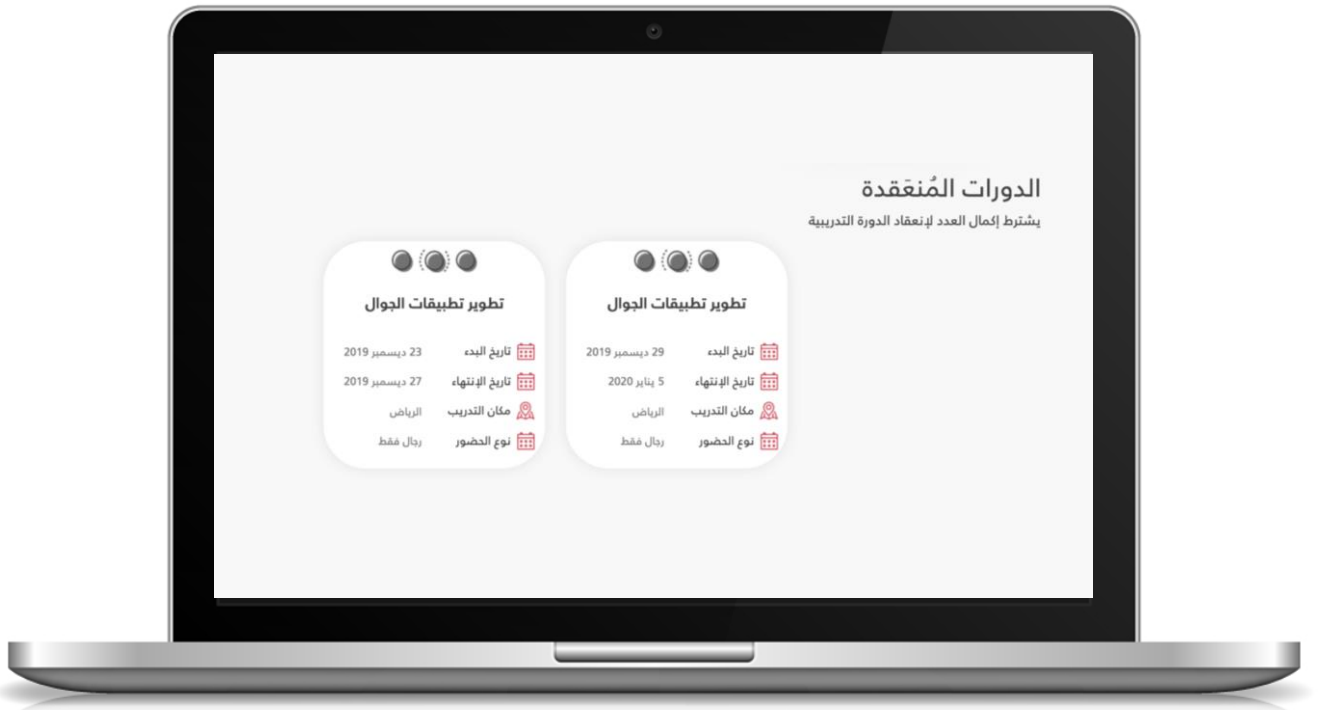 الدورات المُنعَقدة
يشترط إكمال العدد لإنعقاد الدورة التدريبية
تطوير تطبيقات الجوال
تاريخ البدء 29 ديسمبر 2019
تاريخ الإنتهاء 5 يناير 2020
مكان التدريب الرياض
نوع الحضور رجال فقط
تطوير تطبيقات الجوال
تاريخ البدء 23 ديسمبر 2019
تاريخ الإنتهاء 27 ديسمبر 2019
مكان التدريب الرياض
نوع الحضور رجال فقط